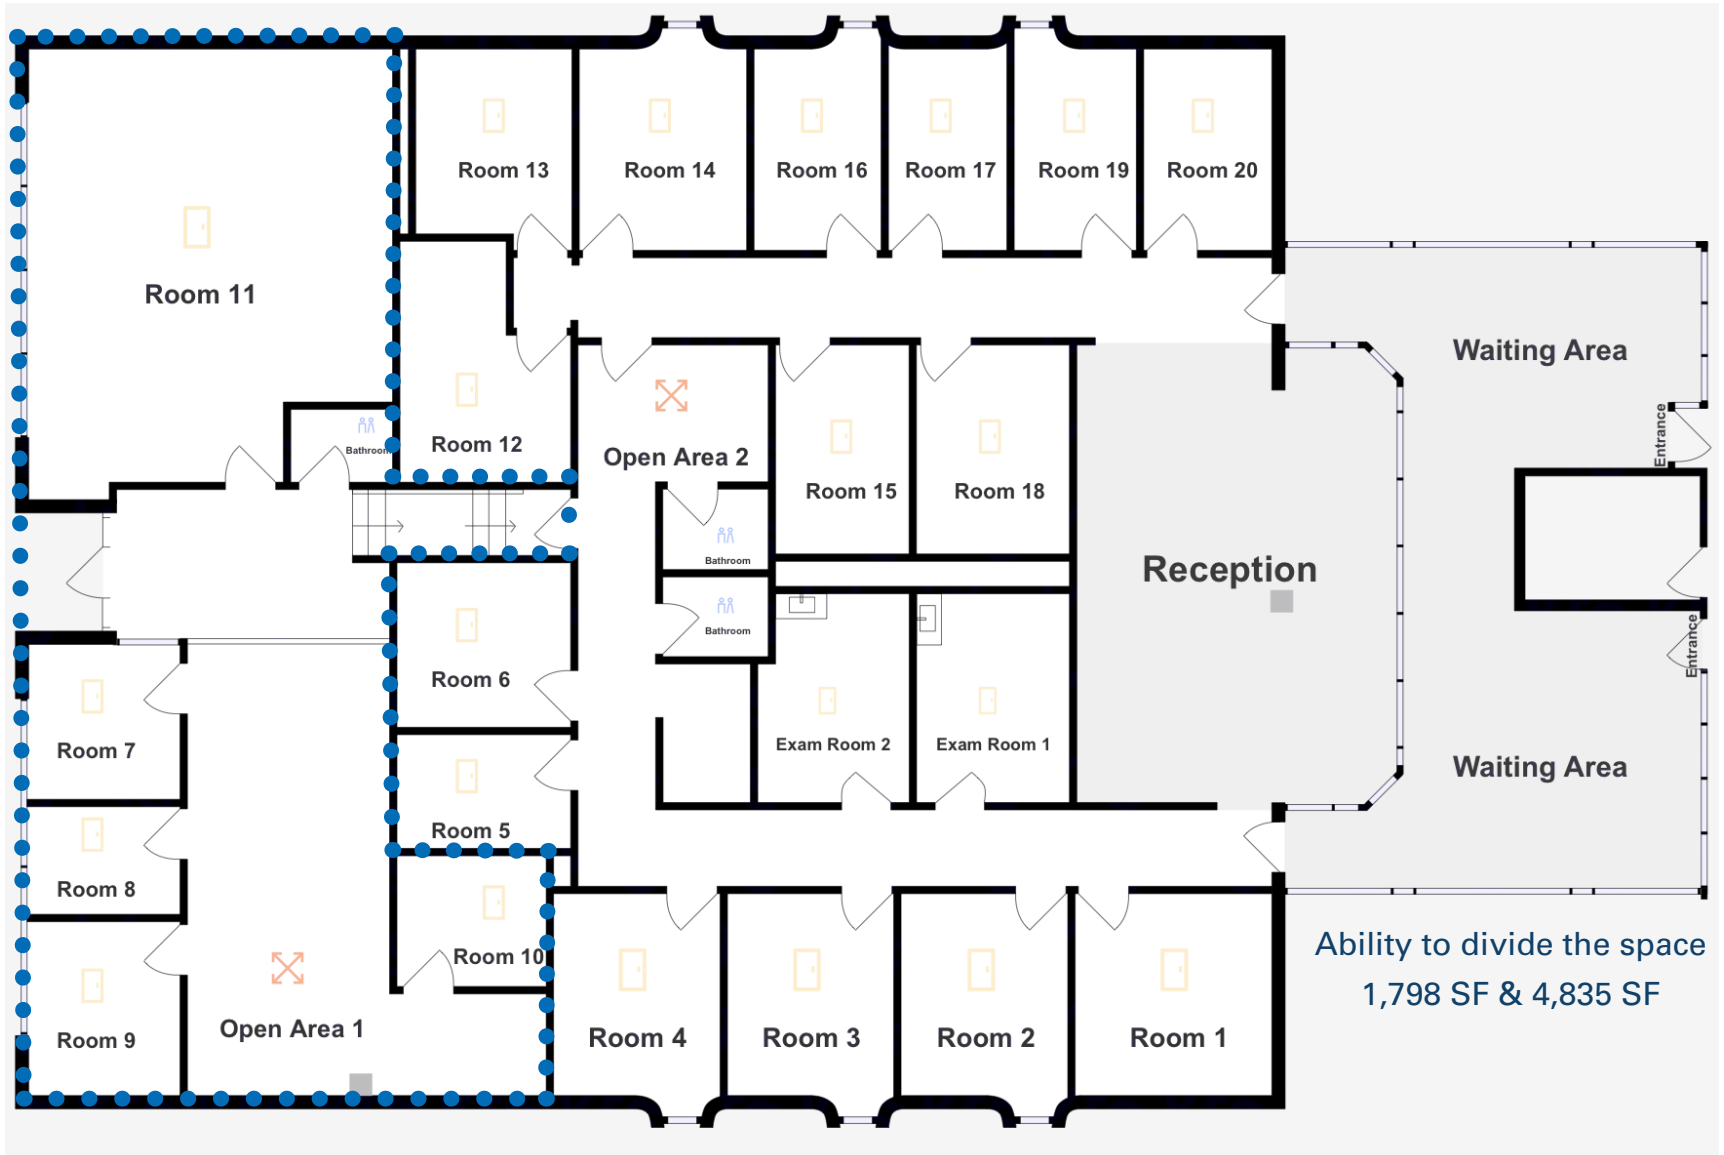 Room 13
Room 14
Room 16
Room 17
Room 19
Room 20
Room 11
Waiting Area
Entrance
Bathroom
Room 12
Open Area 2
Room 15
Room 18
Bathroom
Reception
Bathroom
Entrance
Room 6
Room 7
Exam Room 2
Exam Room 1
Waiting Area
Room 5
Room 8
Room 10
Ability to divide the space
1,798 SF & 4,835 SF
Open Area 1
Room 9
Room 4
Room 3
Room 2
Room 1